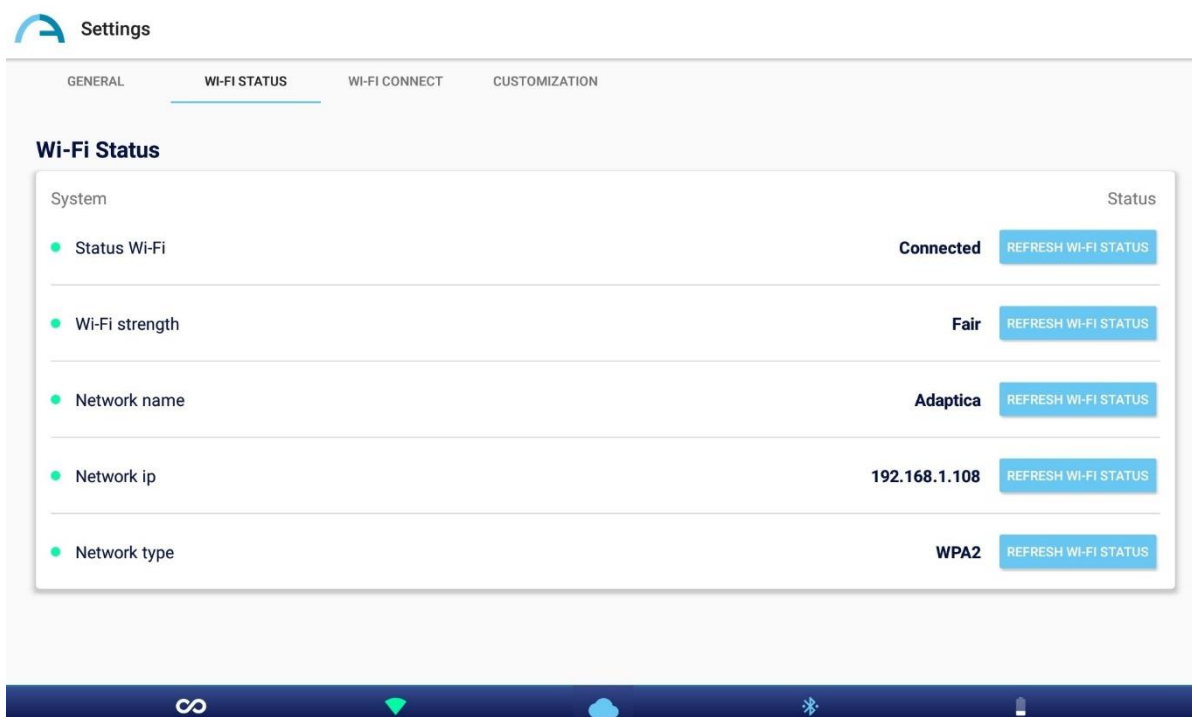 Settings
GENERAL WI-FI STATUS WI-FI CONNECT CUSTOMIZATION
Wi-Fi Status
System Status
Status Wi-Fi Connected REFRESH WI-FI STATUS
Wi-Fi strength Fair REFRESH WI-FI STATUS
Network name Adaptica REFRESH WI-FI STATUS
Network ip 192.168.1.108 REFRESH WI-FI STATUS
Network type WPA2 REFRESH WI-FI STATUS